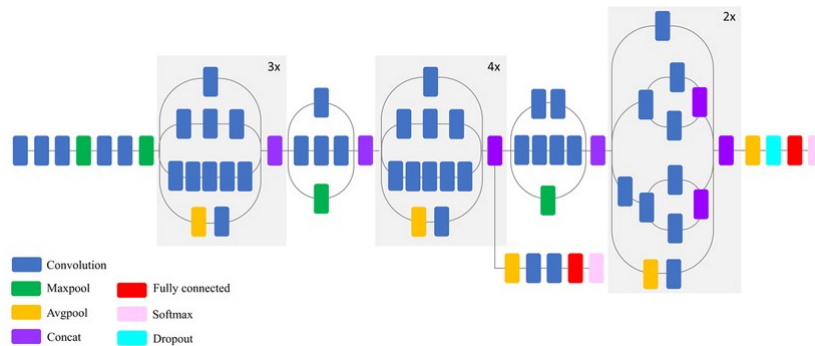 2x
3x
4x
Convolution
Maxpool
Fully connected
Avgpool
Softmax
Concat
Dropout